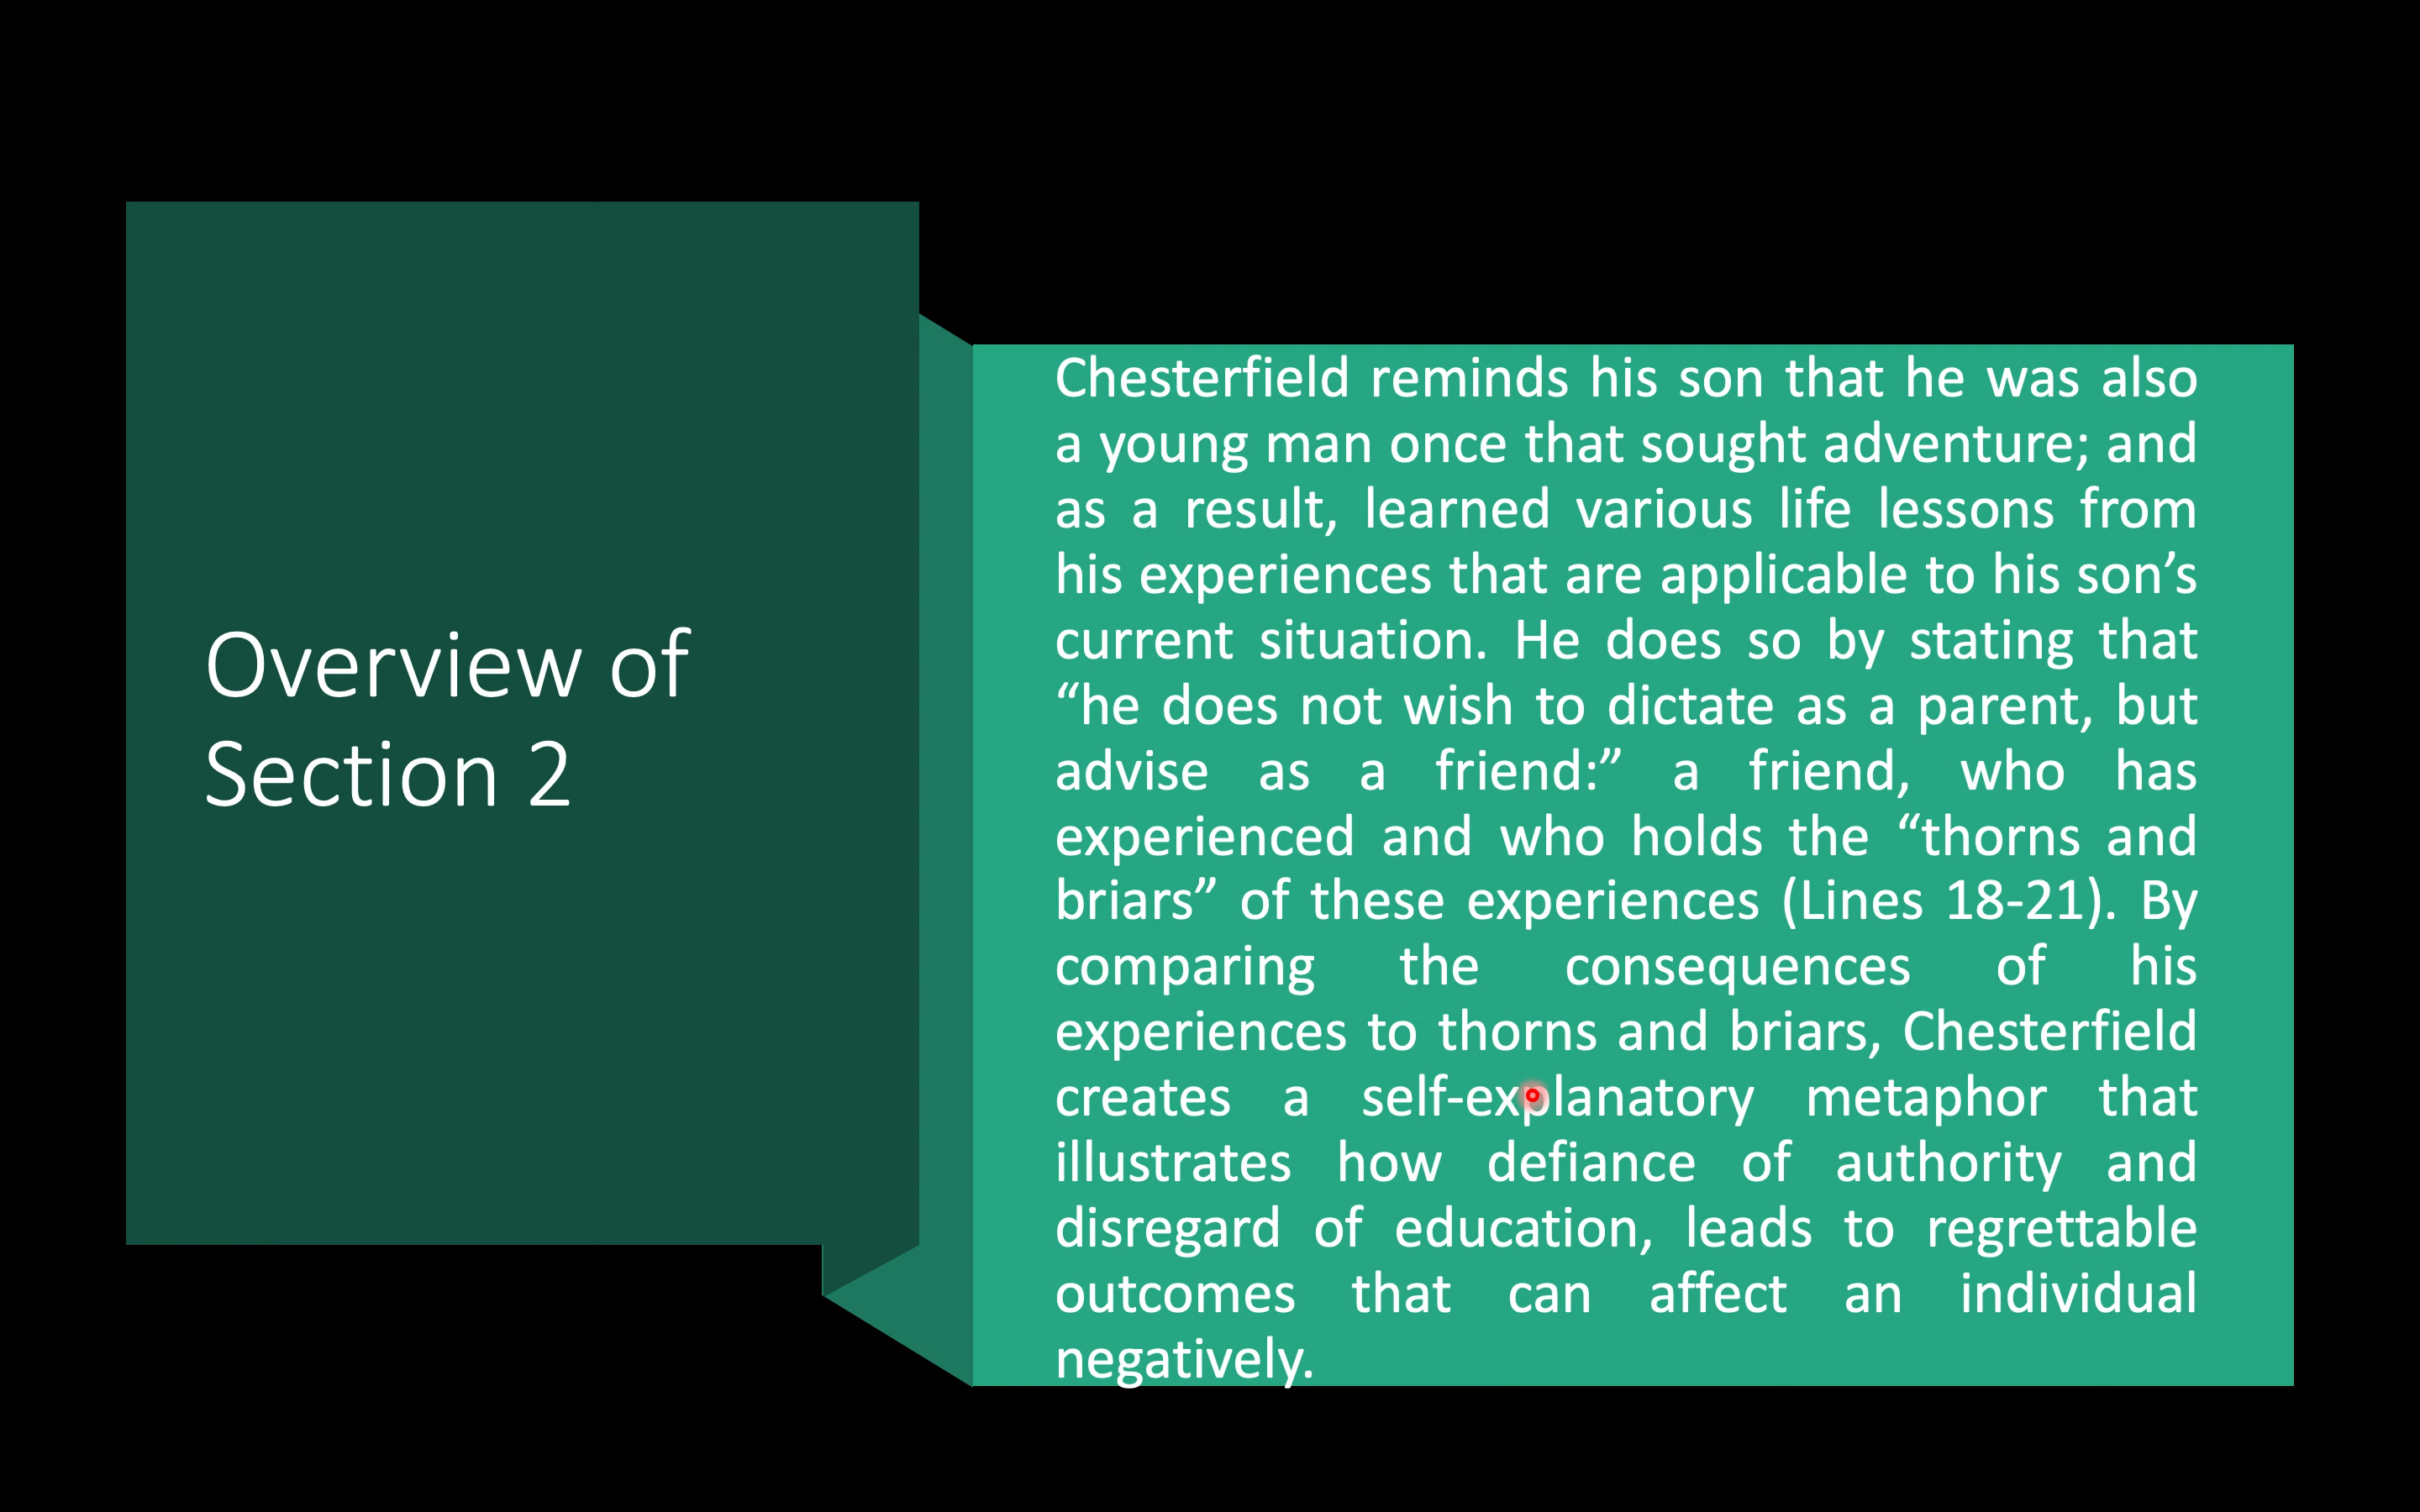 Overview of
Section 2
Chesterfield reminds his son that he was also
a young man once that sought adventure; and
as a result, learned various life lessons from
his experiences that are applicable to his son’s
current situation. He does so by stating that
“he does not wish to dictate as a parent, but
advise as a friend:” a friend, who has
experienced and who holds the “thorns and
briars” of these experiences (Lines 18-21). By
comparing the consequences of his
experiences to thorns and briars, Chesterfield
creates a self-explanatory metaphor that
illustrates how defiance of authority and
disregard of education, leads to regrettable
outcomes that can affect an individual
negatively.